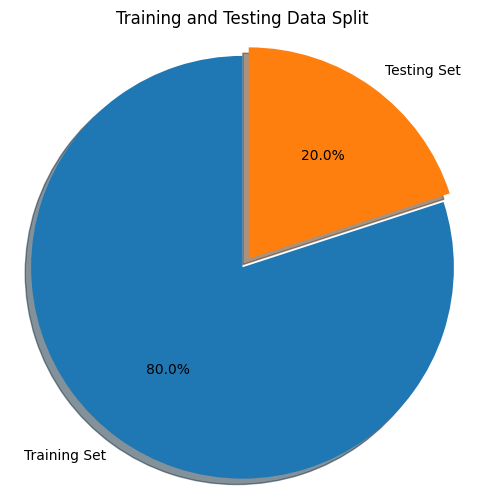 Training and Testing Data Split
Testing Set
20.0%
80.0%
Training Set